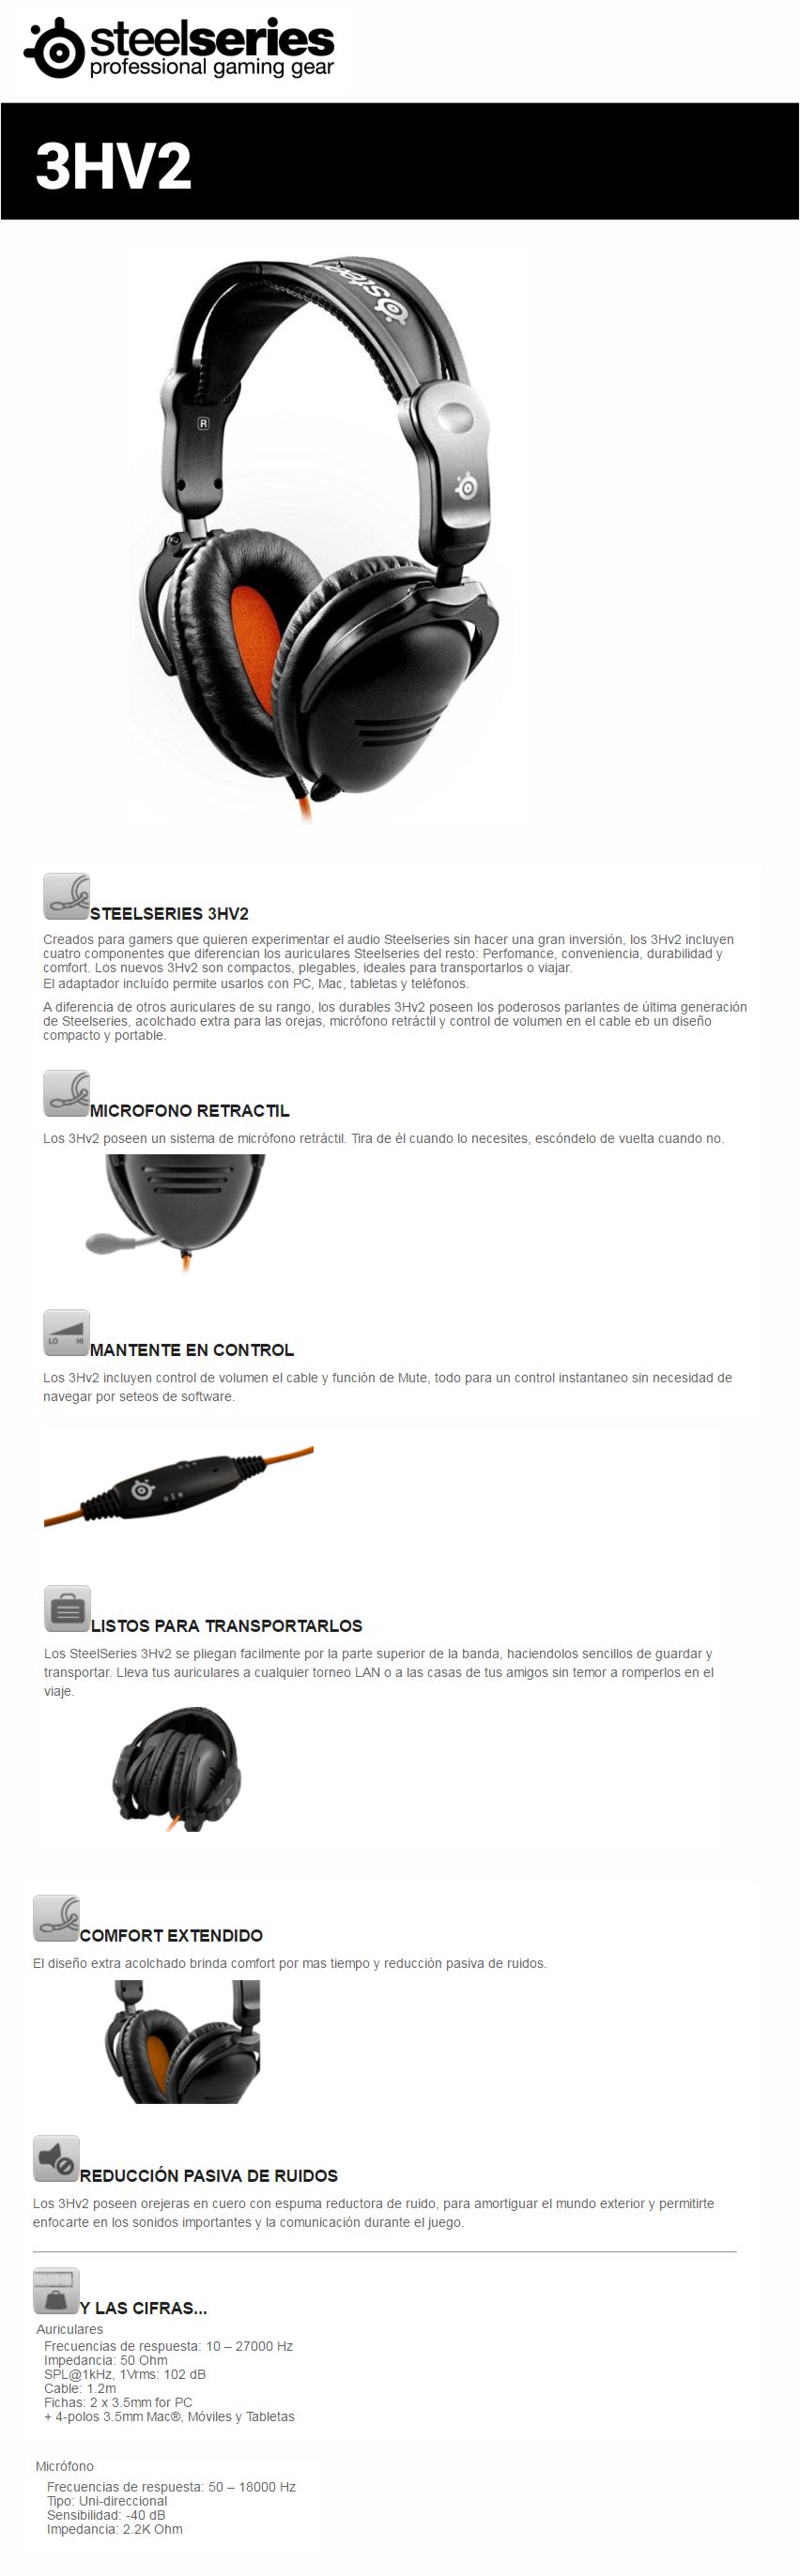 steelseries
professional gaming gear
3HV2
steel
R
STEELSERIES 3HV2
Creados para gamers que quieren experimentar el audio Steelseries sin hacer una gran inversión, los 3Hv2 incluyen
cuatro componentes que diferencian los auriculares Steelseries del resto: Perfomance, conveniencia, durabilidad y
comfort. Los nuevos 3Hv2 son compactos, plegables, ideales para transportarlos o viajar.
El adaptador incluído permite usarlos con PC, Mac, tabletas y teléfonos.
A diferencia de otros auriculares de su rango, los durables 3Hv2 poseen los poderosos parlantes de última generación
de Steelseries, acolchado extra para las orejas, micrófono retráctil y control de volumen en el cable eb un diseño
compacto y portable.
MICROFONO RETRACTIL
Los 3Hv2 poseen un sistema de micrófono retráctil. Tira de él cuando lo necesites, escóndelo de vuelta cuando no.
LO HI
MANTENTE EN CONTROL
Los 3Hv2 incluyen control de volumen el cable y función de Mute, todo para un control instantaneo sin necesidad de
navegar por seteos de software.
LISTOS PARA TRANSPORTARLOS
Los SteelSeries 3Hv2 se pliegan facilmente por la parte superior de la banda, haciendolos sencillos de guardar y
transportar. Lleva tus auriculares a cualquier torneo LAN o a las casas de tus amigos sin temor a romperlos en el
viaje.
COMFORT EXTENDIDO
El diseño extra acolchado brinda comfort por mas tiempo y reducción pasiva de ruidos.
REDUCCIÓN PASIVA DE RUIDOS
Los 3Hv2 poseen orejeras en cuero con espuma reductora de ruido, para amortiguar el mundo exterior y permitirte
enfocarte en los sonidos importantes y la comunicación durante el juego.
Y LAS CIFRAS...
Auriculares
Frecuencias de respuesta: 10 – 27000 Hz
Impedancia: 50 Ohm
SPL@1kHz, 1Vrms: 102 dB
Cable: 1.2m
Fichas: 2 x 3.5mm for PC
+ 4-polos 3.5mm Mac®, Móviles y Tabletas
Micrófono
Frecuencias de respuesta: 50 – 18000 Hz
Tipo: Uni-direccional
Sensibilidad: -40 dB
Impedancia: 2.2K Ohm